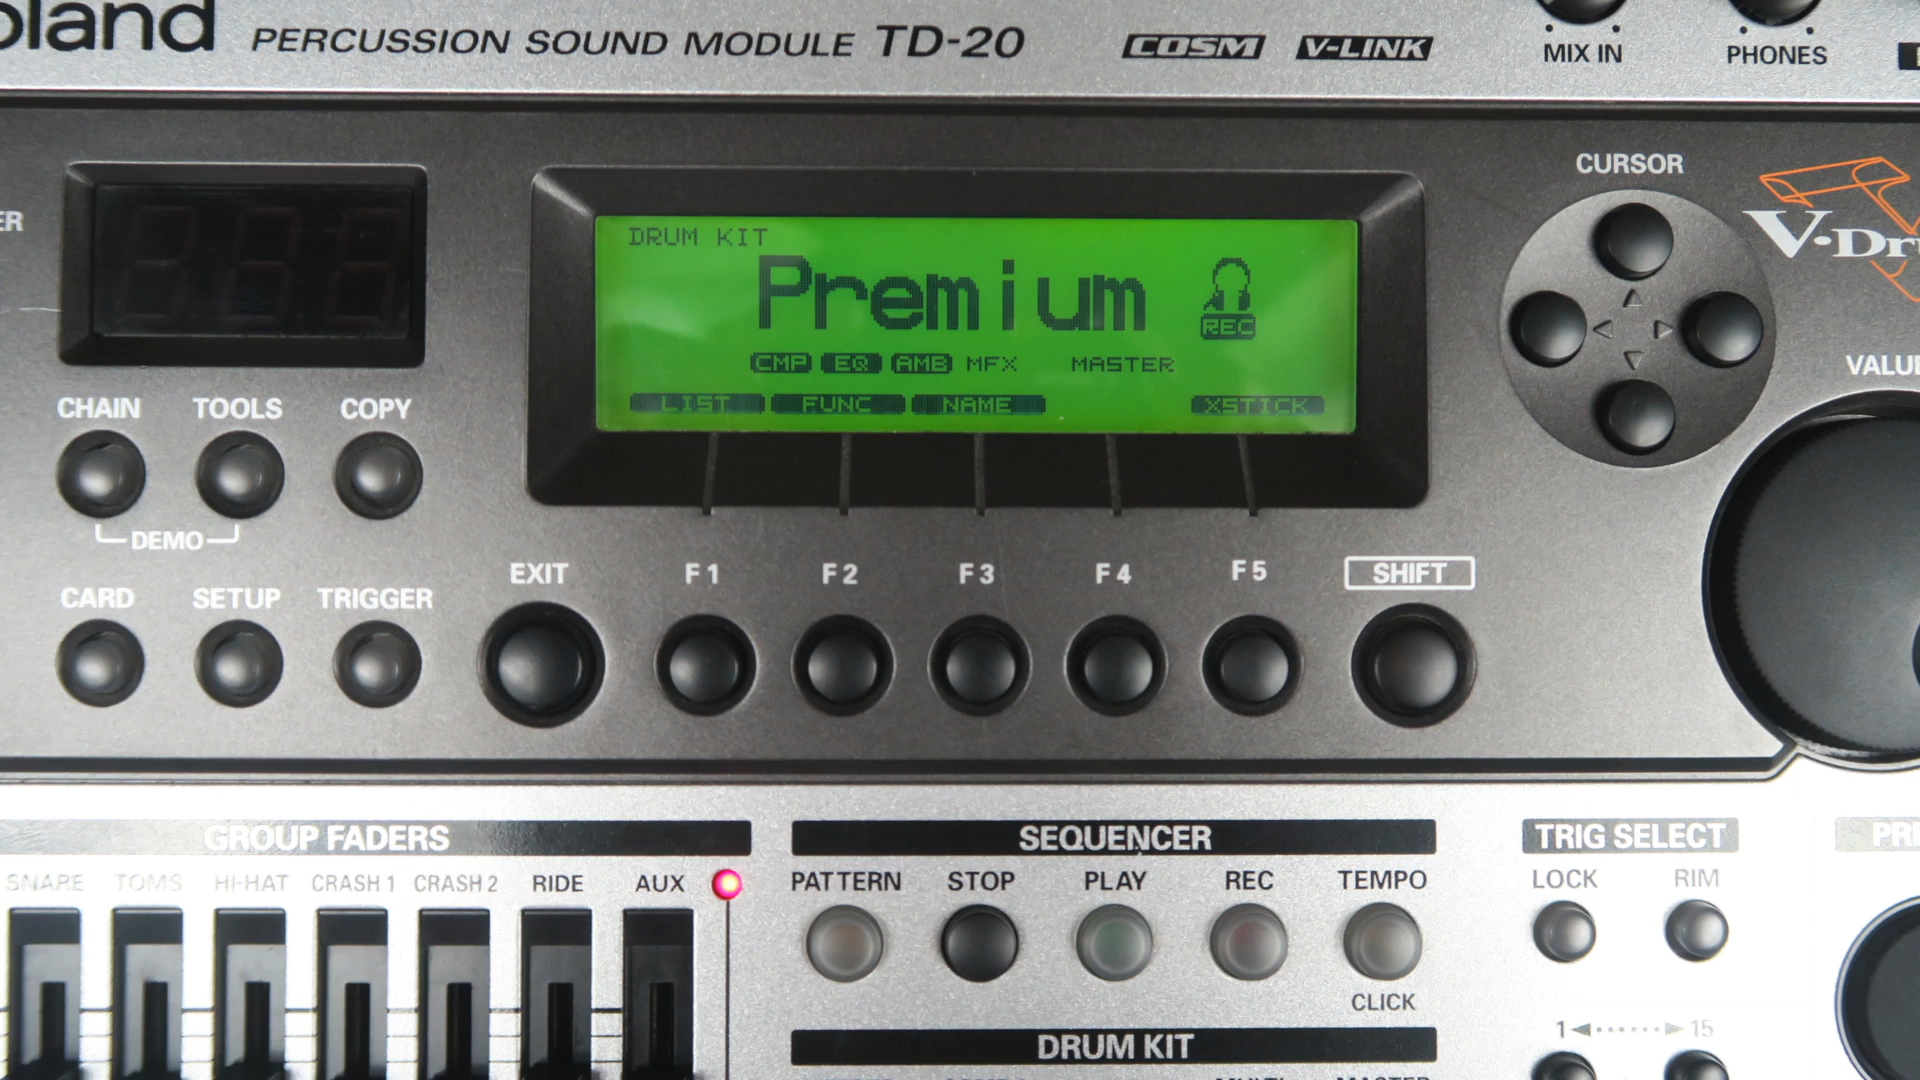 oland PERCUSSION SOUND MODULE TD-20 COSM V-LINK
MIX IN PHONES
CURSOR
ER
V-Dr
DRUM KIT
Premium
REC
CMP EQ AMB MFX MASTER
LIST FUNC NAME XSTICK
VALUE
CHAIN TOOLS COPY
DEMO
CARD SETUP TRIGGER
EXIT F1 F2 F3 F4 F5 SHIFT
GROUP FADERS
SNARE TOMS HI-HAT CRASH 1 CRASH 2 RIDE AUX
SEQUENCER
PATTERN STOP PLAY REC TEMPO
CLICK
TRIG SELECT
LOCK RIM
1 15
PRE
DRUM KIT